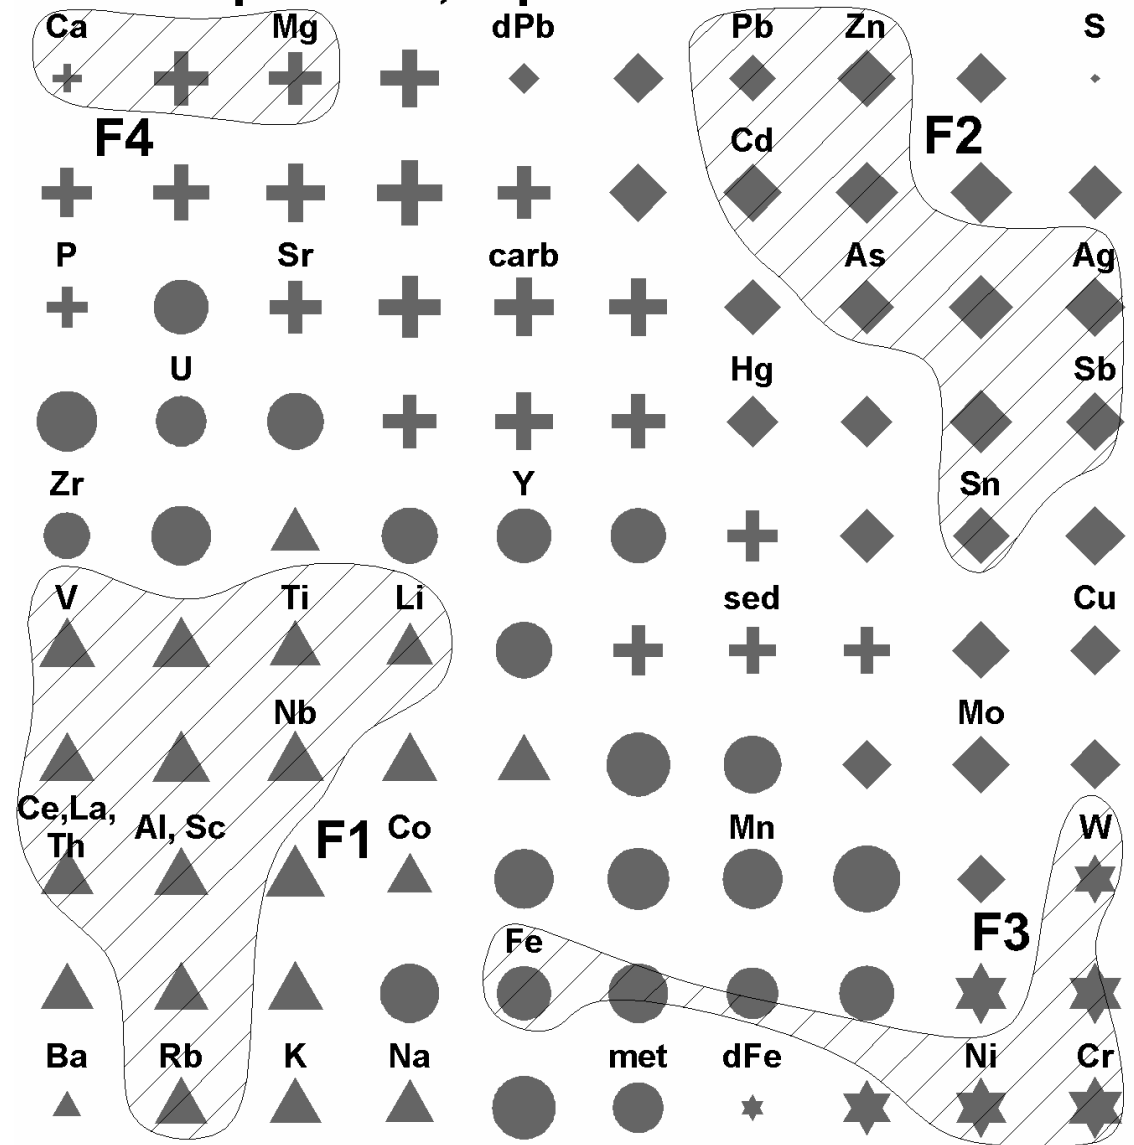 Ca Mg dPb Pb Zn S
F4 Cd F2
P Sr carb As Ag
U Hg Sb
Zr Y Sn
V Ti Li sed Cu
Nb Mo
Ce,La,
Th Al, Sc F1 Co Mn W
Fe F3
Ba Rb K Na met dFe Ni Cr